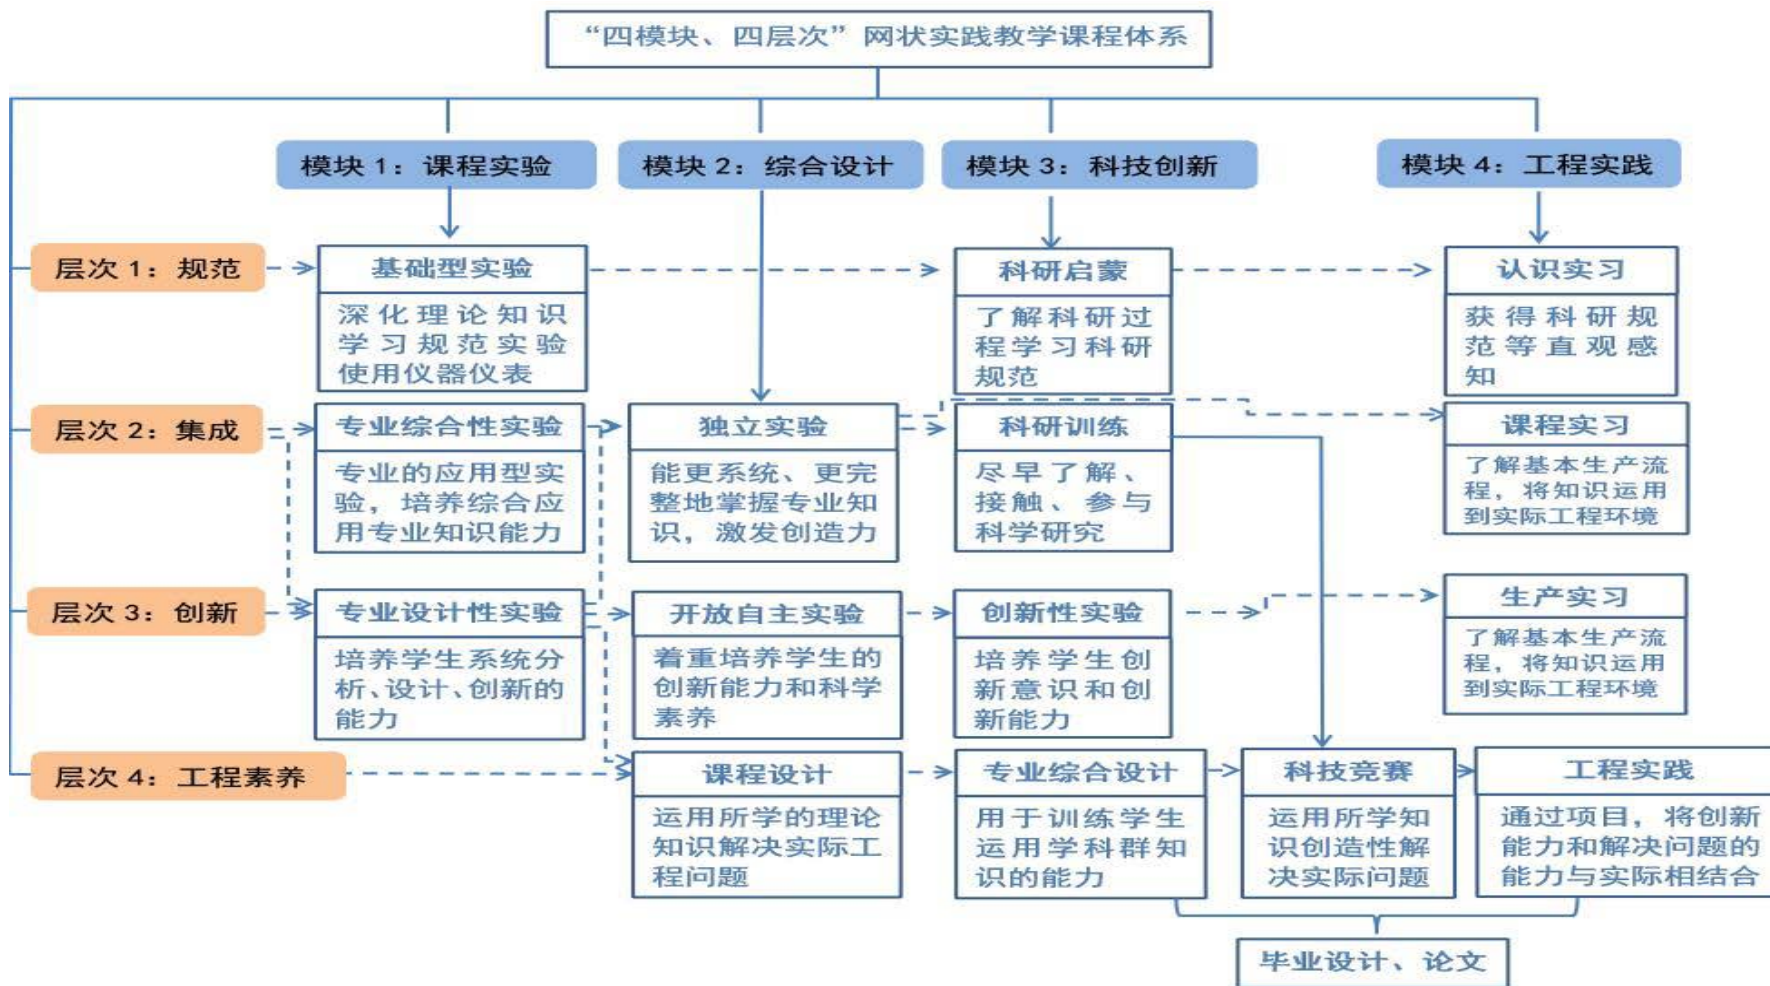 “四模块、四层次”网状实践教学课程体系
模块 1：课程实验
模块 2：综合设计
模块 3：科技创新
模块 4：工程实践
层次 1：规范
基础型实验
深化理论知识
学习规范实验
使用仪器仪表
科研启蒙
了解科研过
程学习科研
规范
认识实习
获得科研规
范等直观感
知
层次 2：集成
专业综合性实验
专业的应用型实
验，培养综合应
用专业知识能力
独立实验
能更系统、更完
整地掌握专业知
识，激发创造力
科研训练
尽早了解、
接触、参与
科学研究
课程实习
了解基本生产流
程，将知识运用
到实际工程环境
层次 3：创新
专业设计性实验
培养学生系统分
析、设计、创新的
能力
开放自主实验
着重培养学生的
创新能力和科学
素养
创新性实验
培养学生创
新意识和创
新能力
生产实习
了解基本生产流
程，将知识运用
到实际工程环境
层次 4：工程素养
课程设计
运用所学的理论
知识解决实际工
程问题
专业综合设计
用于训练学生
运用学科群知
识的能力
科技竞赛
运用所学知
识创造性解
决实际问题
工程实践
通过项目，将创新
能力和解决问题的
能力与实际相结合
毕业设计、论文